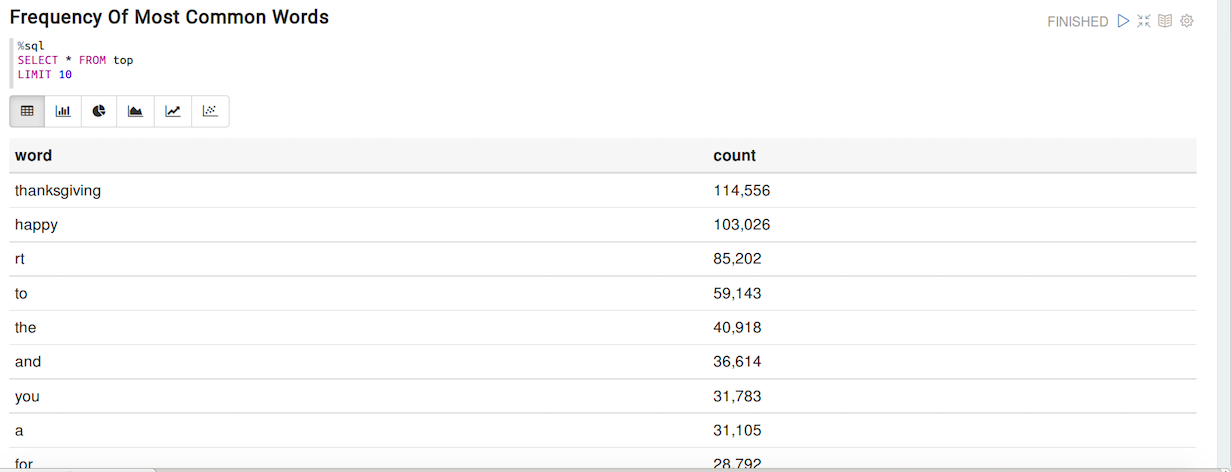 Frequency Of Most Common Words
FINISHED
%sql
SELECT * FROM top
LIMIT 10
word count
thanksgiving 114,556
happy 103,026
rt 85,202
to 59,143
the 40,918
and 36,614
you 31,783
a 31,105
for 28,792